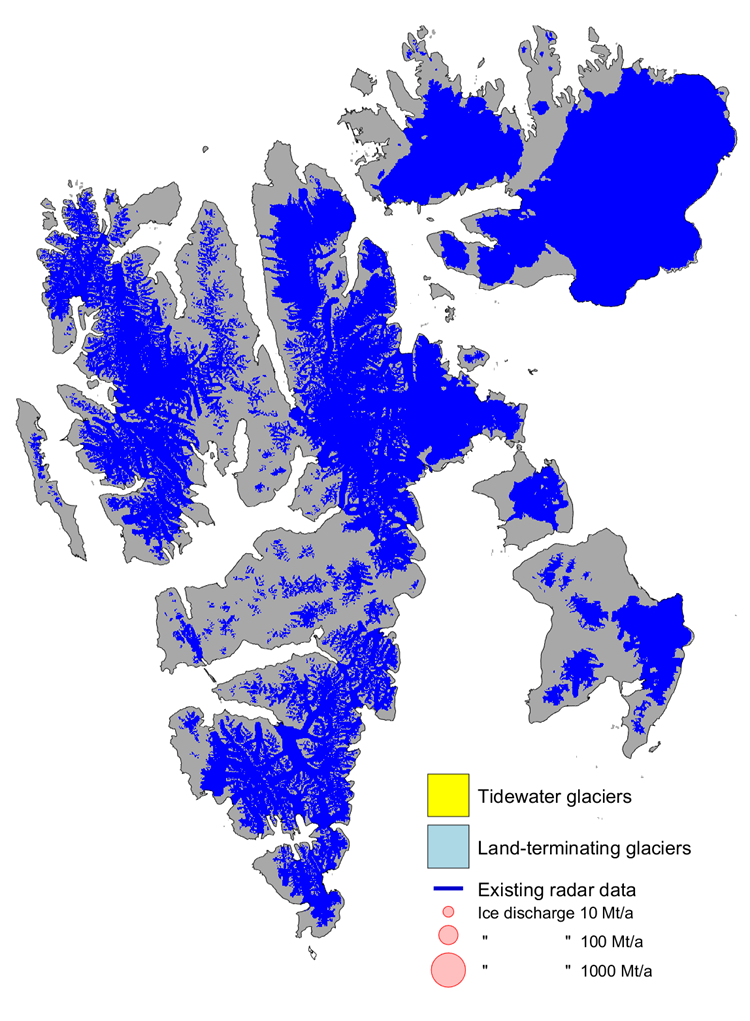 Tidewater glaciers
Land-terminating glaciers
Existing radar data
Ice discharge 10 Mt/a
" " 100 Mt/a
" " 1000 Mt/a